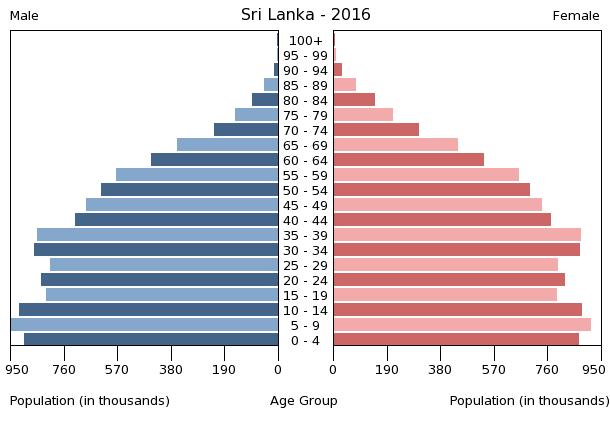 Male Sri Lanka - 2016 Female
100+
95 - 99
90 - 94
85 - 89
80 - 84
75 - 79
70 - 74
65 - 69
60 - 64
55 - 59
50 - 54
45 - 49
40 - 44
35 - 39
30 - 34
25 - 29
20 - 24
15 - 19
10 - 14
5 - 9
0 - 4
950 760 570 380 190 0 0 190 380 570 760 950
Population (in thousands) Age Group Population (in thousands)